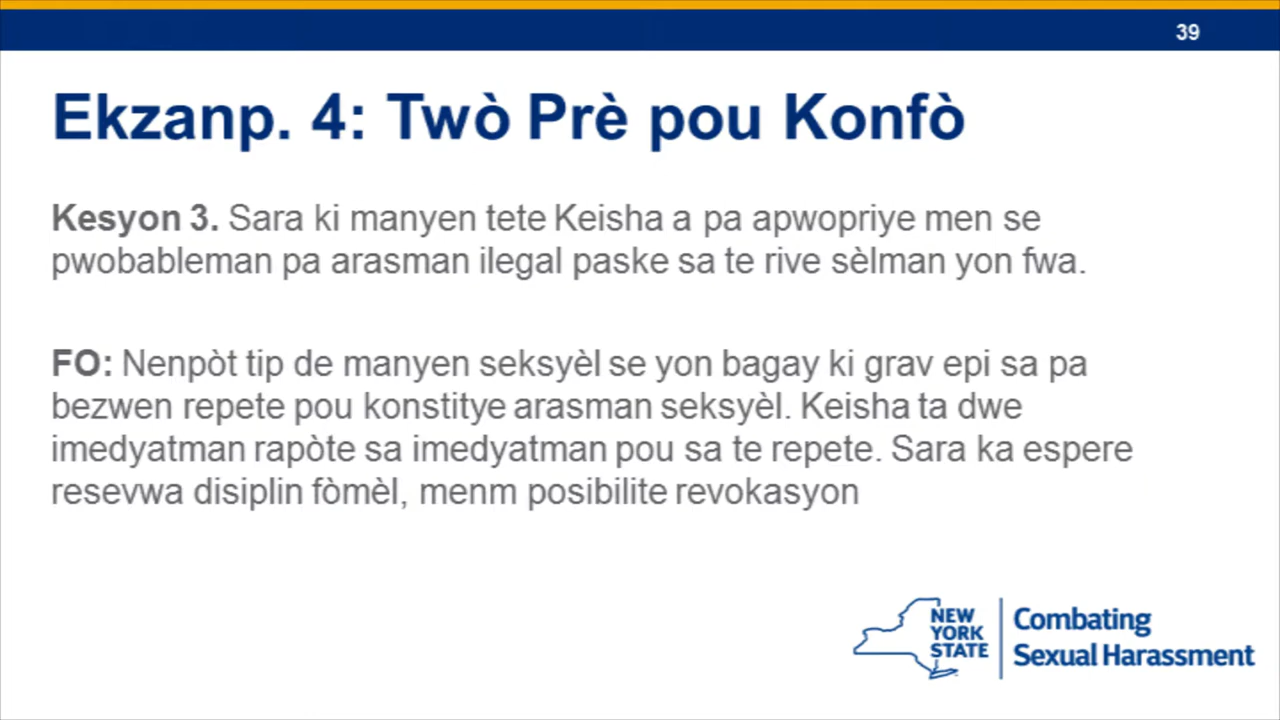 39
Ekzanp. 4: Twò Prè pou Konfò
Kesyon 3. Sara ki manyen tete Keisha a pa apwopriye men se
pwobableman pa arasman ilegal paske sa te rive sèlman yon fwa.
FO: Nenpòt tip de manyen seksyèl se yon bagay ki grav epi sa pa
bezwen repete pou konstitye arasman seksyèl. Keisha ta dwe
imedyatman rapòte sa imedyatman pou sa te repete. Sara ka espere
resevwa disiplin fòmèl, menm posibilite revokasyon
NEW
YORK
STATE
Combating
Sexual Harassment